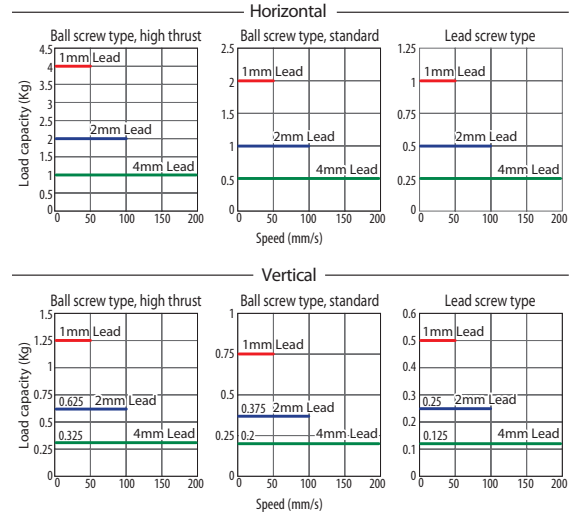 Horizontal
Ball screw type, high thrust
Ball screw type, standard
Lead screw type
Load capacity (Kg)
4.5
4
3.5
3
2.5
2
1.5
1
0.5
0
1mm Lead
2mm Lead
4mm Lead
0 50 100 150 200
2.5
2
1.5
1
0.5
0
1mm Lead
2mm Lead
4mm Lead
0 50 100 150 200
1.25
1
0.75
0.5
0.25
0
1mm Lead
2mm Lead
4mm Lead
0 50 100 150 200
Speed (mm/s)
Vertical
Ball screw type, high thrust
Ball screw type, standard
Lead screw type
Load capacity (Kg)
1.5
1.25
1
0.75
0.5
0.25
0
1mm Lead
0.625 2mm Lead
0.325 4mm Lead
0 50 100 150 200
1
0.75
0.5
0.25
0
1mm Lead
0.375 2mm Lead
0.2 4mm Lead
0 50 100 150 200
0.6
0.5
0.4
0.3
0.2
0.1
0
1mm Lead
0.25 2mm Lead
0.125 4mm Lead
0 50 100 150 200
Speed (mm/s)